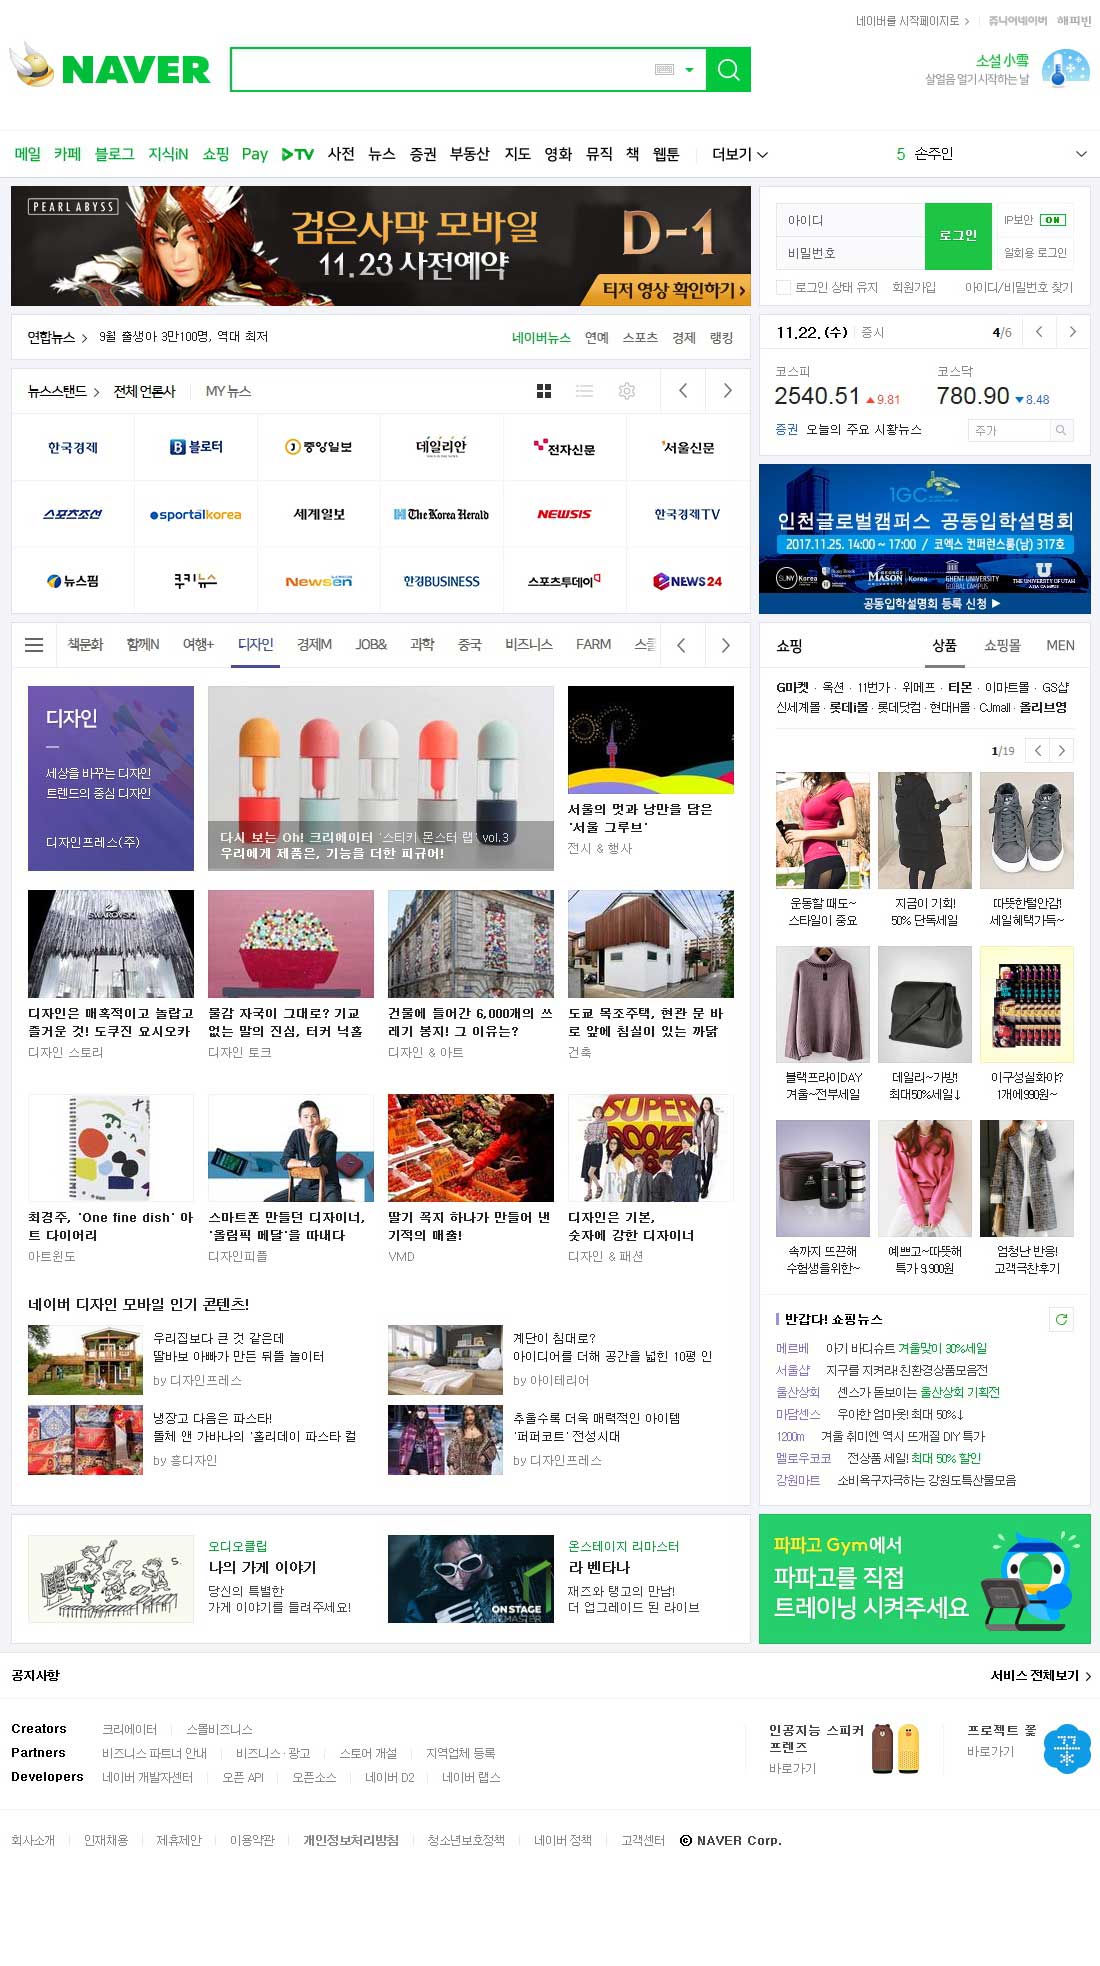 네이버를 시작페이지로
쥬니어네이버 해피빈
NAVER
소설 小雪
살얼음 얼기 시작하는 날
메일 카페 블로그 지식iN 쇼핑 Pay TV 사전 뉴스 증권 부동산 지도 영화 뮤직 책 웹툰 더보기
5 손주인
PEARL ABYSS
검은사막 모바일
11.23 사전예약
D-1
티저 영상 확인하기
아이디
비밀번호
로그인
IP보안 ON
일회용 로그인
로그인 상태 유지 회원가입 아이디/비밀번호 찾기
연합뉴스 9월 출생아 3만100명, 역대 최저
네이버뉴스 연예 스포츠 경제 랭킹
11.22.(수) 증시 4/6
코스피 코스닥
2540.51 ▲9.81 780.90 ▼8.48
증권 오늘의 주요 시황뉴스 주가
뉴스스탠드 전체 언론사 MY 뉴스
한국경제 블로터 중앙일보 데일리안 전자신문 서울신문
스포츠조선 sportalkorea 세계일보 The Korea Herald NEWSIS 한국경제TV
뉴스핌 쿠키뉴스 Newsen 한경BUSINESS 스포츠투데이 NEWS24
1GC
인천글로벌캠퍼스 공동입학설명회
2017.11.25. 14:00 ~ 17:00 / 코엑스 컨퍼런스룸(남) 317호
SUNY Korea GEORGE MASON Korea GHENT UNIVERSITY GLOBAL CAMPUS THE UNIVERSITY OF UTAH
공동입학설명회 등록 신청 ▶
책문화 함께N 여행+ 디자인 경제M JOB& 과학 중국 비즈니스 FARM 스쿨
디자인
세상을 바꾸는 디자인
트렌드의 중심 디자인
디자인프레스(주)
다시 보는 Oh! 크리에이터 '스티키 몬스터 랩' vol.3
우리에게 제품은, 기능을 더한 피규어!
서울의 멋과 낭만을 담은
'서울 그루브'
전시 & 행사
SWAROVSKI
디자인은 매혹적이고 놀랍고
즐거운 것! 도쿠진 요시오카
디자인 스토리
물감 자국이 그대로? 기교
없는 말의 진심, 터커 닉홀
디자인 토크
건물에 들어간 6,000개의 쓰
레기 봉지! 그 이유는?
디자인 & 아트
도쿄 목조주택, 현관 문 바
로 앞에 침실이 있는 까닭
건축
최경주, 'One fine dish' 아
트 다이어리
아트윈도
스마트폰 만들던 디자이너,
'올림픽 메달'을 따내다
디자인피플
딸기 꼭지 하나가 만들어 낸
기적의 매출!
VMD
SUPER ROOKIE 6
디자인은 기본,
숫자에 강한 디자이너
디자인 & 패션
네이버 디자인 모바일 인기 콘텐츠!
우리집보다 큰 것 같은데
딸바보 아빠가 만든 뒤뜰 놀이터
by 디자인프레스
계단이 침대로?
아이디어를 더해 공간을 넓힌 10평 인
by 아이테리어
냉장고 다음은 파스타!
돌체 앤 가바나의 '홀리데이 파스타 컬
by 홍디자인
추울수록 더욱 매력적인 아이템
'퍼퍼코트' 전성시대
by 디자인프레스
쇼핑 상품 쇼핑몰 MEN
G마켓 · 옥션 · 11번가 · 위메프 · 티몬 · 이마트몰 · GS샵
신세계몰 · 롯데i몰 · 롯데닷컴 · 현대H몰 · CJmall · 올리브영
1/19
운동할 때도~
스타일이 중요
지금이 기회!
50% 단독세일
따뜻한털안감!
세일혜택가득~
블랙프라이DAY
겨울~전부세일
데일리~가방!
최대50%세일↓
이구성실화야?
1개에990원~
속까지 뜨끈해
수험생을위한~
예쁘고~따뜻해
특가 9,900원
엄청난 반응!
고객극찬후기
반갑다! 쇼핑뉴스
메르베 아기 바디슈트 겨울맞이 30%세일
서울샵 지구를 지켜라! 친환경상품모음전
울산상회 센스가 돋보이는 울산상회 기획전
마담센스 우아한 엄마옷! 최대 50%↓
1200m 겨울 취미엔 역시 뜨개질 DIY 특가
멜로우코코 전상품 세일! 최대 50% 할인
강원마트 소비욕구자극하는 강원도특산물모음
오디오클립
나의 가게 이야기
당신의 특별한
가게 이야기를 들려주세요!
ONSTAGE REMASTER
온스테이지 리마스터
라 벤타나
재즈와 탱고의 만남!
더 업그레이드 된 라이브
파파고 Gym에서
파파고를 직접
트레이닝 시켜주세요
공지사항 서비스 전체보기
Creators 크리에이터 스몰비즈니스
Partners 비즈니스 파트너 안내 비즈니스 · 광고 스토어 개설 지역업체 등록
Developers 네이버 개발자센터 오픈 API 오픈소스 네이버 D2 네이버 랩스
인공지능 스피커
프렌즈
바로가기
프로젝트 꽃
바로가기
회사소개 인재채용 제휴제안 이용약관 개인정보처리방침 청소년보호정책 네이버 정책 고객센터 ⓒ NAVER Corp.